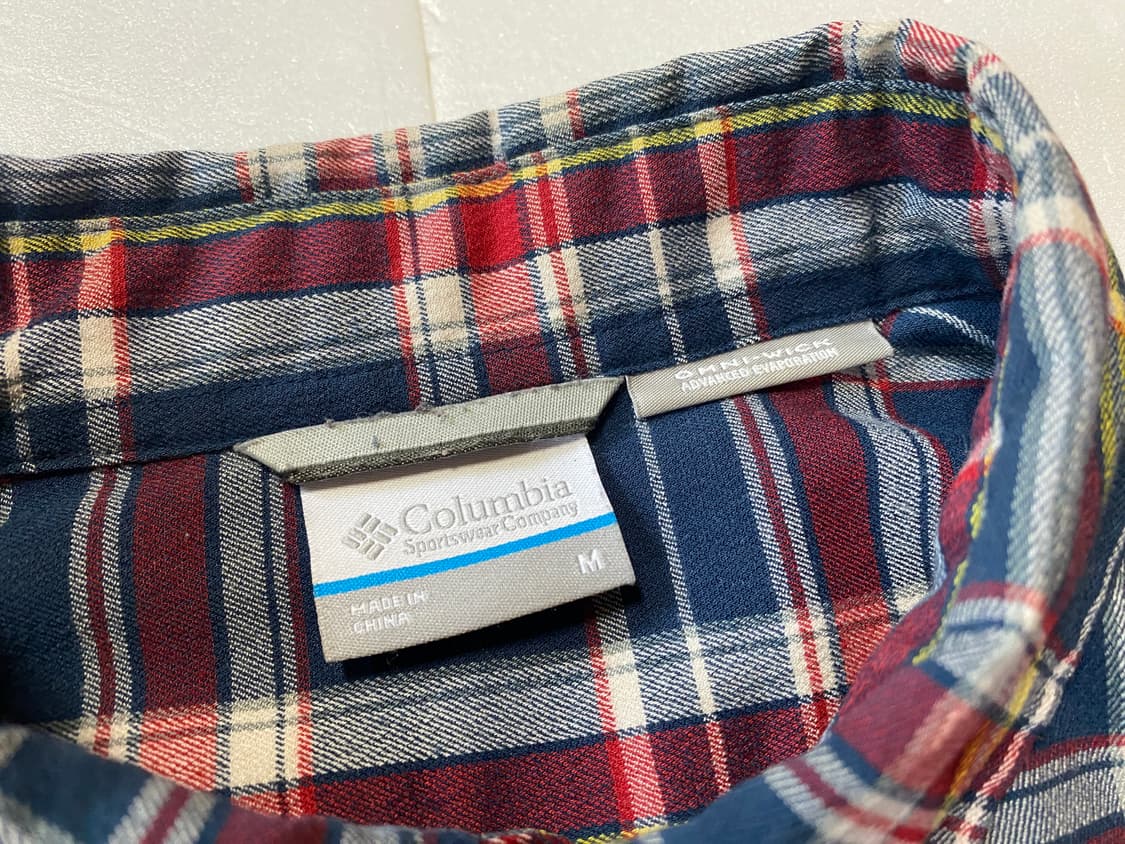 OMNI-WICK
ADVANCED EVAPORATION
Columbia
Sportswear Company
M
MADE IN
CHINA